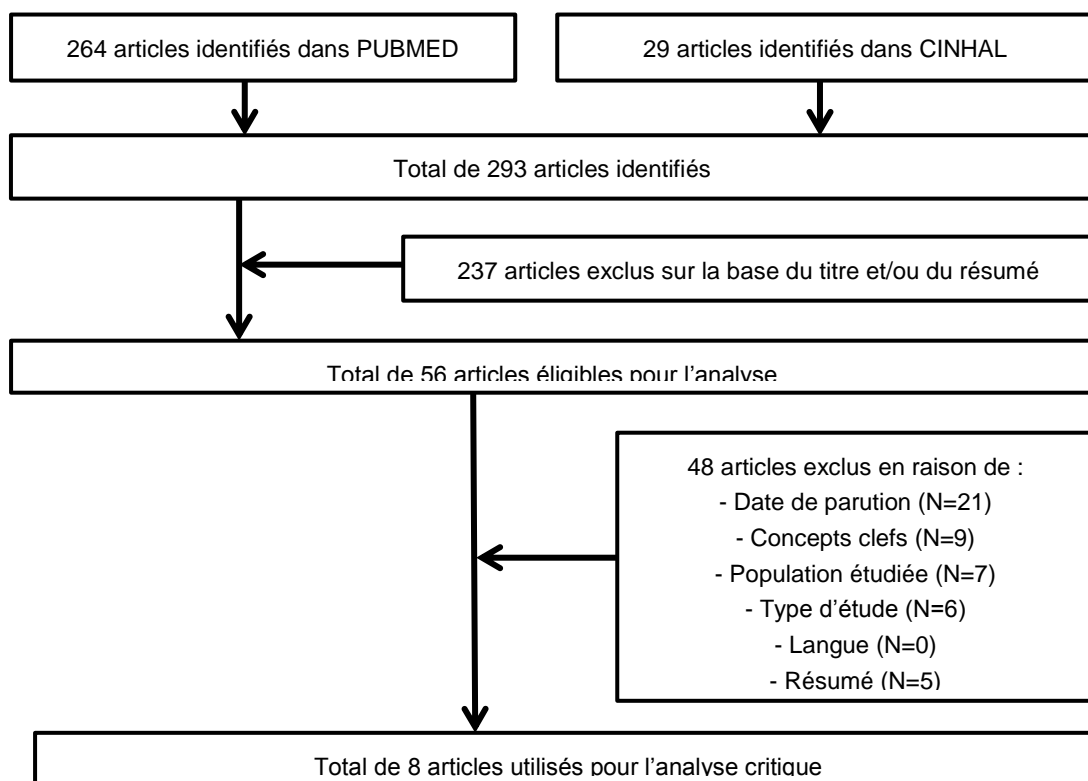 264 articles identifiés dans PUBMED
29 articles identifiés dans CINHAL
Total de 293 articles identifiés
237 articles exclus sur la base du titre et/ou du résumé
Total de 56 articles éligibles pour l’analyse
48 articles exclus en raison de :
- Date de parution (N=21)
- Concepts clefs (N=9)
- Population étudiée (N=7)
- Type d’étude (N=6)
- Langue (N=0)
- Résumé (N=5)
Total de 8 articles utilisés pour l’analyse critique